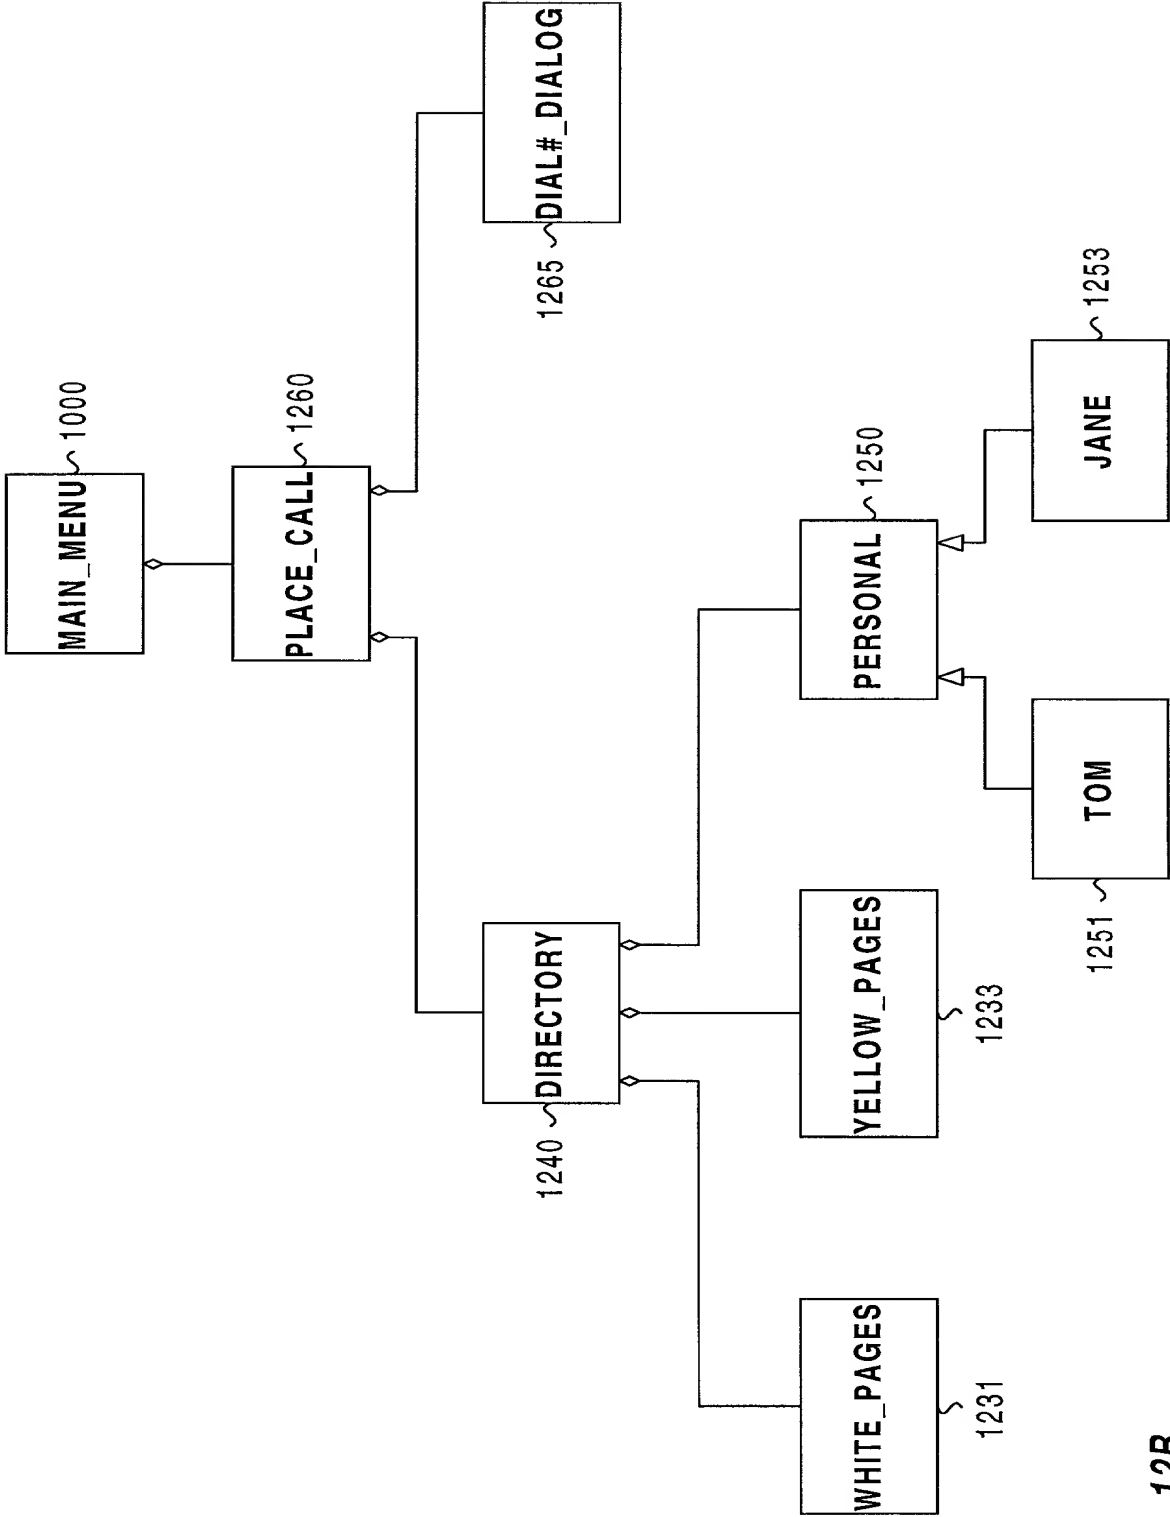 MAIN_MENU
1000
PLACE_CALL
1260
1240
DIRECTORY
1265
DIAL#_DIALOG
WHITE_PAGES
1231
YELLOW_PAGES
1233
PERSONAL
1250
1251
TOM
JANE
1253
12B